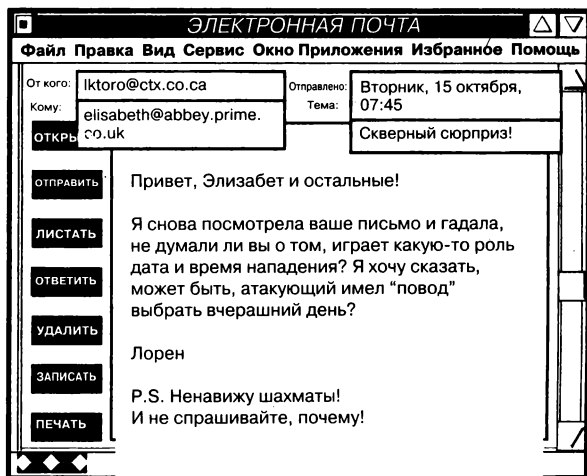 ЭЛЕКТРОННАЯ ПОЧТА
Файл Правка Вид Сервис Окно Приложения Избранное Помощь
От кого: lktoro@ctx.co.ca
Отправлено: Вторник, 15 октября,
07:45
Кому: elisabeth@abbey.prime.
co.uk
Тема: Скверный сюрприз!
ОТКРЫ
ОТПРАВИТЬ
ЛИСТАТЬ
ОТВЕТИТЬ
УДАЛИТЬ
ЗАПИСАТЬ
ПЕЧАТЬ
Привет, Элизабет и остальные!
Я снова посмотрела ваше письмо и гадала,
не думали ли вы о том, играет какую-то роль
дата и время нападения? Я хочу сказать,
может быть, атакующий имел “повод”
выбрать вчерашний день?
Лорен
P.S. Ненавижу шахматы!
И не спрашивайте, почему!